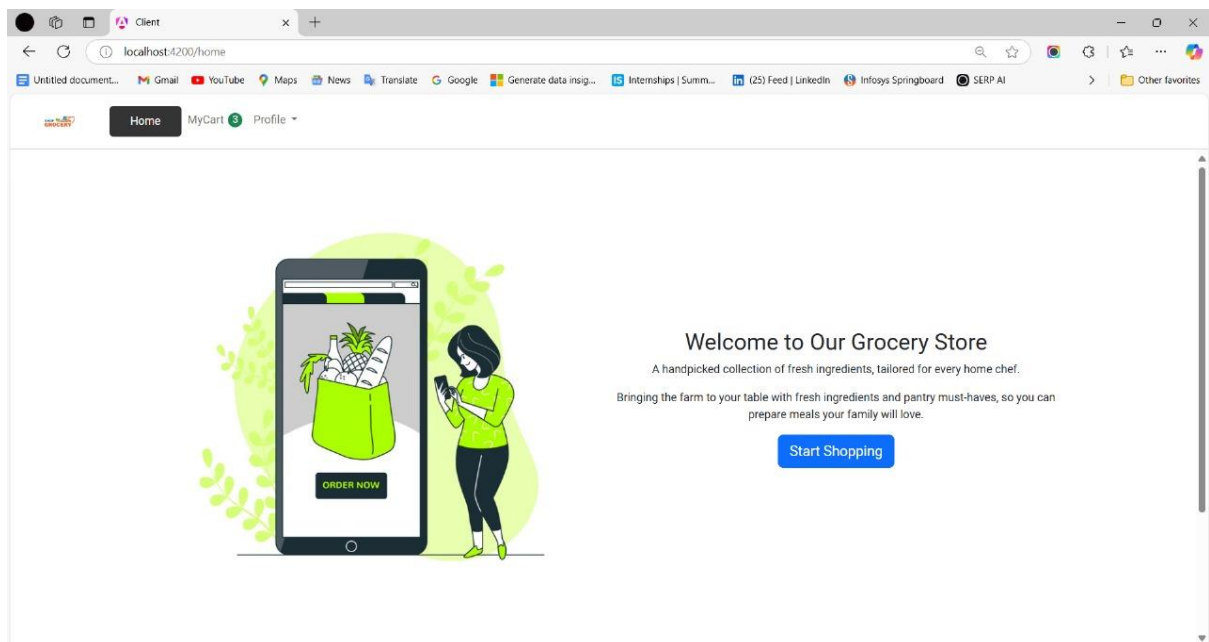 Client
localhost:4200/home
Untitled document... Gmail YouTube Maps News Translate Google Generate data insig... Internships | Summ... (25) Feed | LinkedIn Infosys Springboard SERP AI Other favorites
GROCERY Home MyCart 3 Profile
Welcome to Our Grocery Store
A handpicked collection of fresh ingredients, tailored for every home chef.
Bringing the farm to your table with fresh ingredients and pantry must-haves, so you can
prepare meals your family will love.
Start Shopping
ORDER NOW